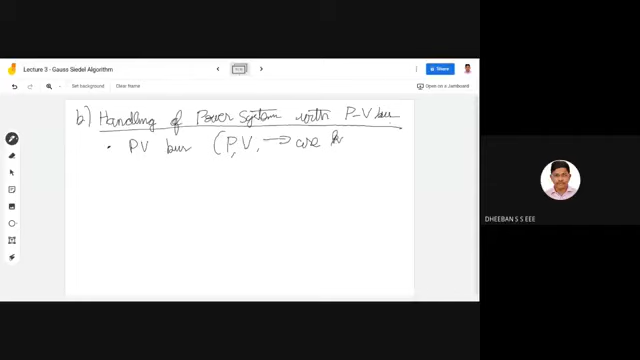 Lecture 3 - Gauss Siedel Algorithm
Share
Set background
Clear frame
Open on a Jamboard
b) Handling of Power System with P-V bus
• PV bus (P, V, → are k
DHEEBAN S S EEE